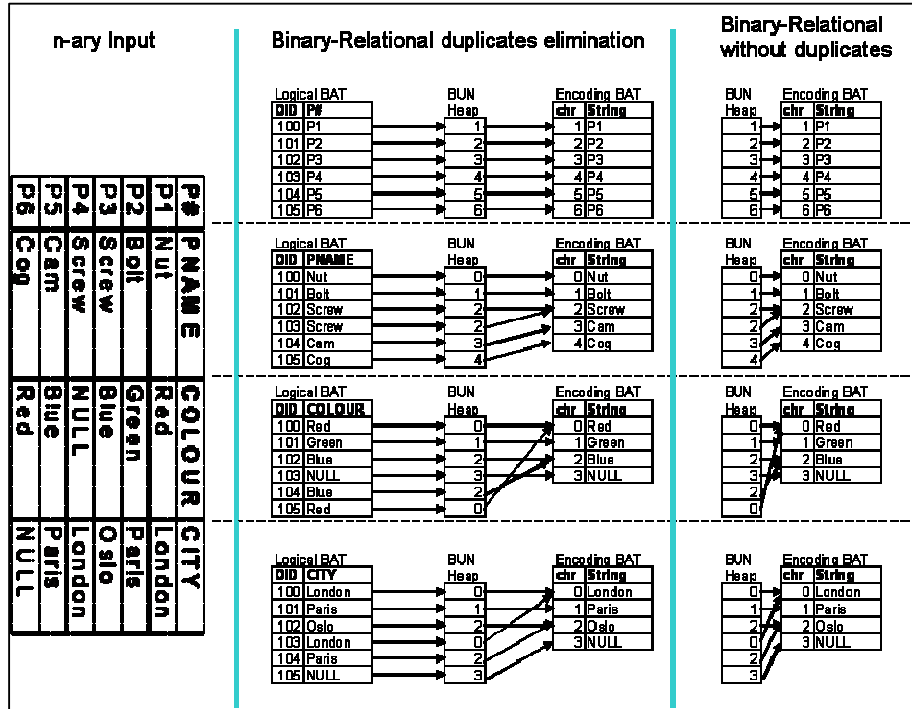 n-ary Input
P# PNAME COLOUR CITY
P1 Nut Red London
P2 Bolt Green Paris
P3 Screw Blue Oslo
P4 Screw NULL London
P5 Cam Blue Paris
P6 Cog Red NULL
Binary-Relational duplicates elimination
Logical BAT BUN Encoding BAT
OID P# Heap chr String
100 P1 1 1 P1
101 P2 2 2 P2
102 P3 3 3 P3
103 P4 4 4 P4
104 P5 5 5 P5
105 P6 6 6 P6
Logical BAT BUN Encoding BAT
OID PNAME Heap chr String
100 Nut 0 0 Nut
101 Bolt 1 1 Bolt
102 Screw 2 2 Screw
103 Screw 2 3 Cam
104 Cam 3 4 Cog
105 Cog 4
Logical BAT BUN Encoding BAT
OID COLOUR Heap chr String
100 Red 0 0 Red
101 Green 1 1 Green
102 Blue 2 2 Blue
103 NULL 3 3 NULL
104 Blue 2
105 Red 0
Logical BAT BUN Encoding BAT
OID CITY Heap chr String
100 London 0 0 London
101 Paris 1 1 Paris
102 Oslo 2 2 Oslo
103 London 0 3 NULL
104 Paris 2
105 NULL 3
Binary-Relational
without duplicates
BUN Encoding BAT
Heap chr String
1 1 P1
2 2 P2
3 3 P3
4 4 P4
5 5 P5
6 6 P6
BUN Encoding BAT
Heap chr String
0 0 Nut
1 1 Bolt
2 2 Screw
2 3 Cam
3 4 Cog
4
BUN Encoding BAT
Heap chr String
0 0 Red
1 1 Green
2 2 Blue
3 3 NULL
2
0
BUN Encoding BAT
Heap chr String
0 0 London
1 1 Paris
2 2 Oslo
0 3 NULL
2
3